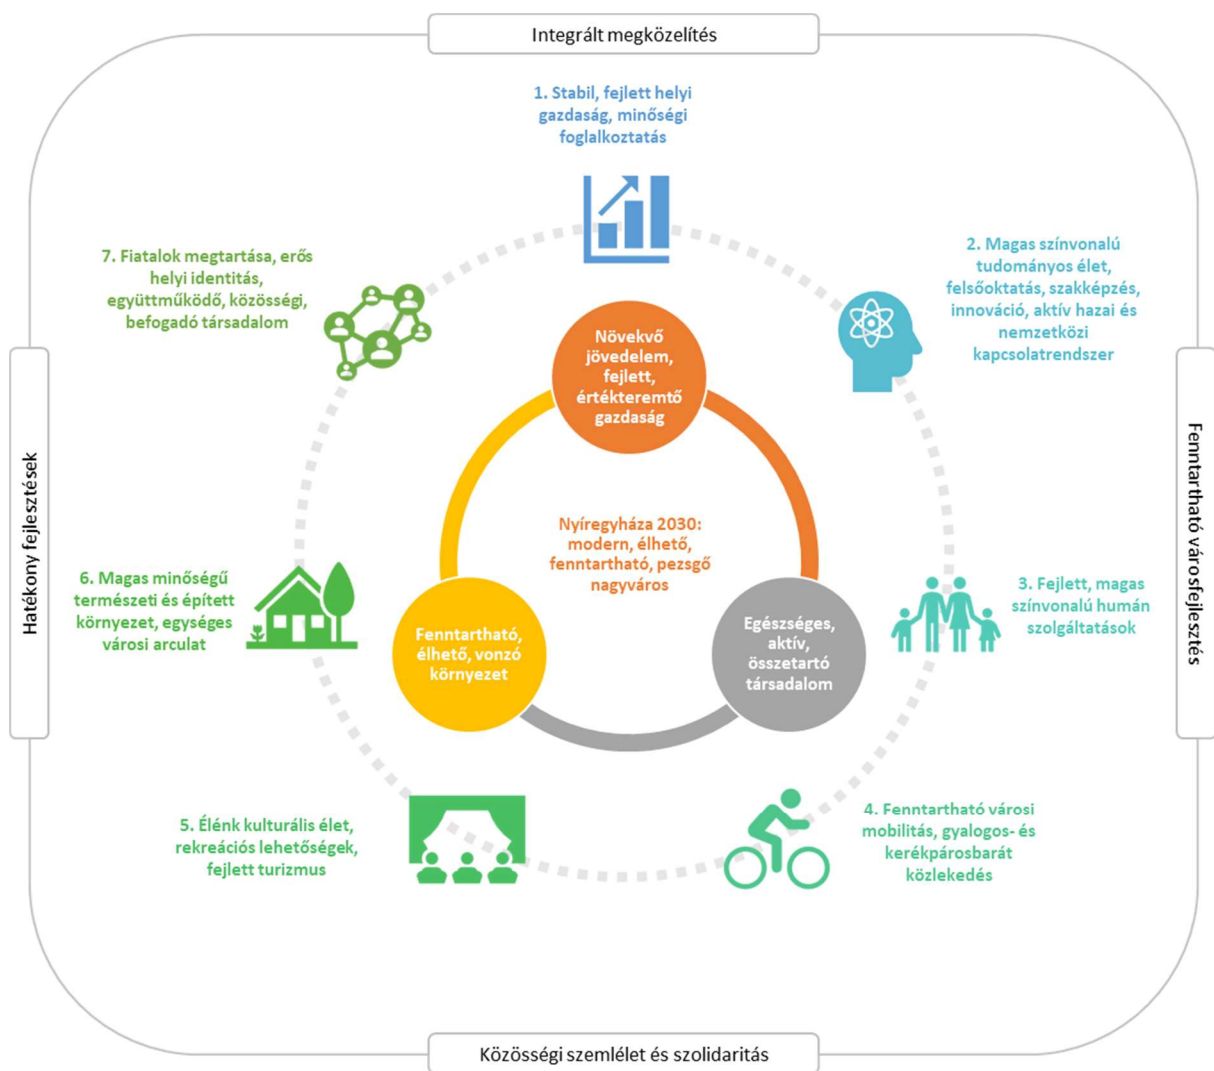 Integrált megközelítés
1. Stabil, fejlett helyi
gazdaság, minőségi
foglalkoztatás
2. Magas színvonalú
tudományos élet,
felsőoktatás, szakképzés,
innováció, aktív hazai és
nemzetközi
kapcsolatrendszer
7. Fiatalok megtartása, erős
helyi identitás,
együttműködő, közösségi,
befogadó társadalom
Növekvő
jövedelem,
fejlett,
értékteremtő
gazdaság
Hatékony fejlesztések
Fenntartható városfejlesztés
Nyíregyháza 2030:
modern, élhető,
fenntartható, pezsgő
nagyváros
6. Magas minőségű
természeti és épített
környezet, egységes
városi arculat
Fenntartható,
élhető, vonzó
környezet
Egészséges,
aktív,
összetartó
társadalom
3. Fejlett, magas
színvonalú humán
szolgáltatások
5. Élénk kulturális élet,
rekreációs lehetőségek,
fejlett turizmus
4. Fenntartható városi
mobilitás, gyalogos- és
kerékpárosbarát
közlekedés
Közösségi szemlélet és szolidaritás